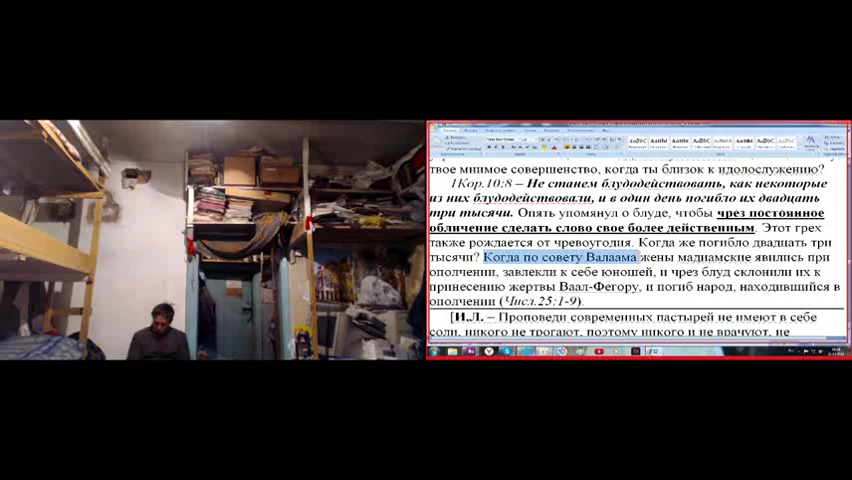 твое мнимое совершенство, когда ты близок к идолослужению?
1Кор.10:8 – Не станем блудодействовать, как некоторые
из них блудодействовали, и в один день погибло их двадцать
три тысячи. Опять упомянул о блуде, чтобы чрез постоянное
обличение сделать слово свое более действенным. Этот грех
также рождается от чревоугодия. Когда же погибло двадцать три
тысячи? Когда по совету Валаама жены мадиамские явились при
ополчении, завлекли к себе юношей, и чрез блуд склонили их к
принесению жертвы Ваал-Фегору, и погиб народ, находившийся в
ополчении (Числ.25:1-9).
[И.Л. – Проповеди современных пастырей не имеют в себе
соли, никого не трогают, поэтому никого и не врачуют, не